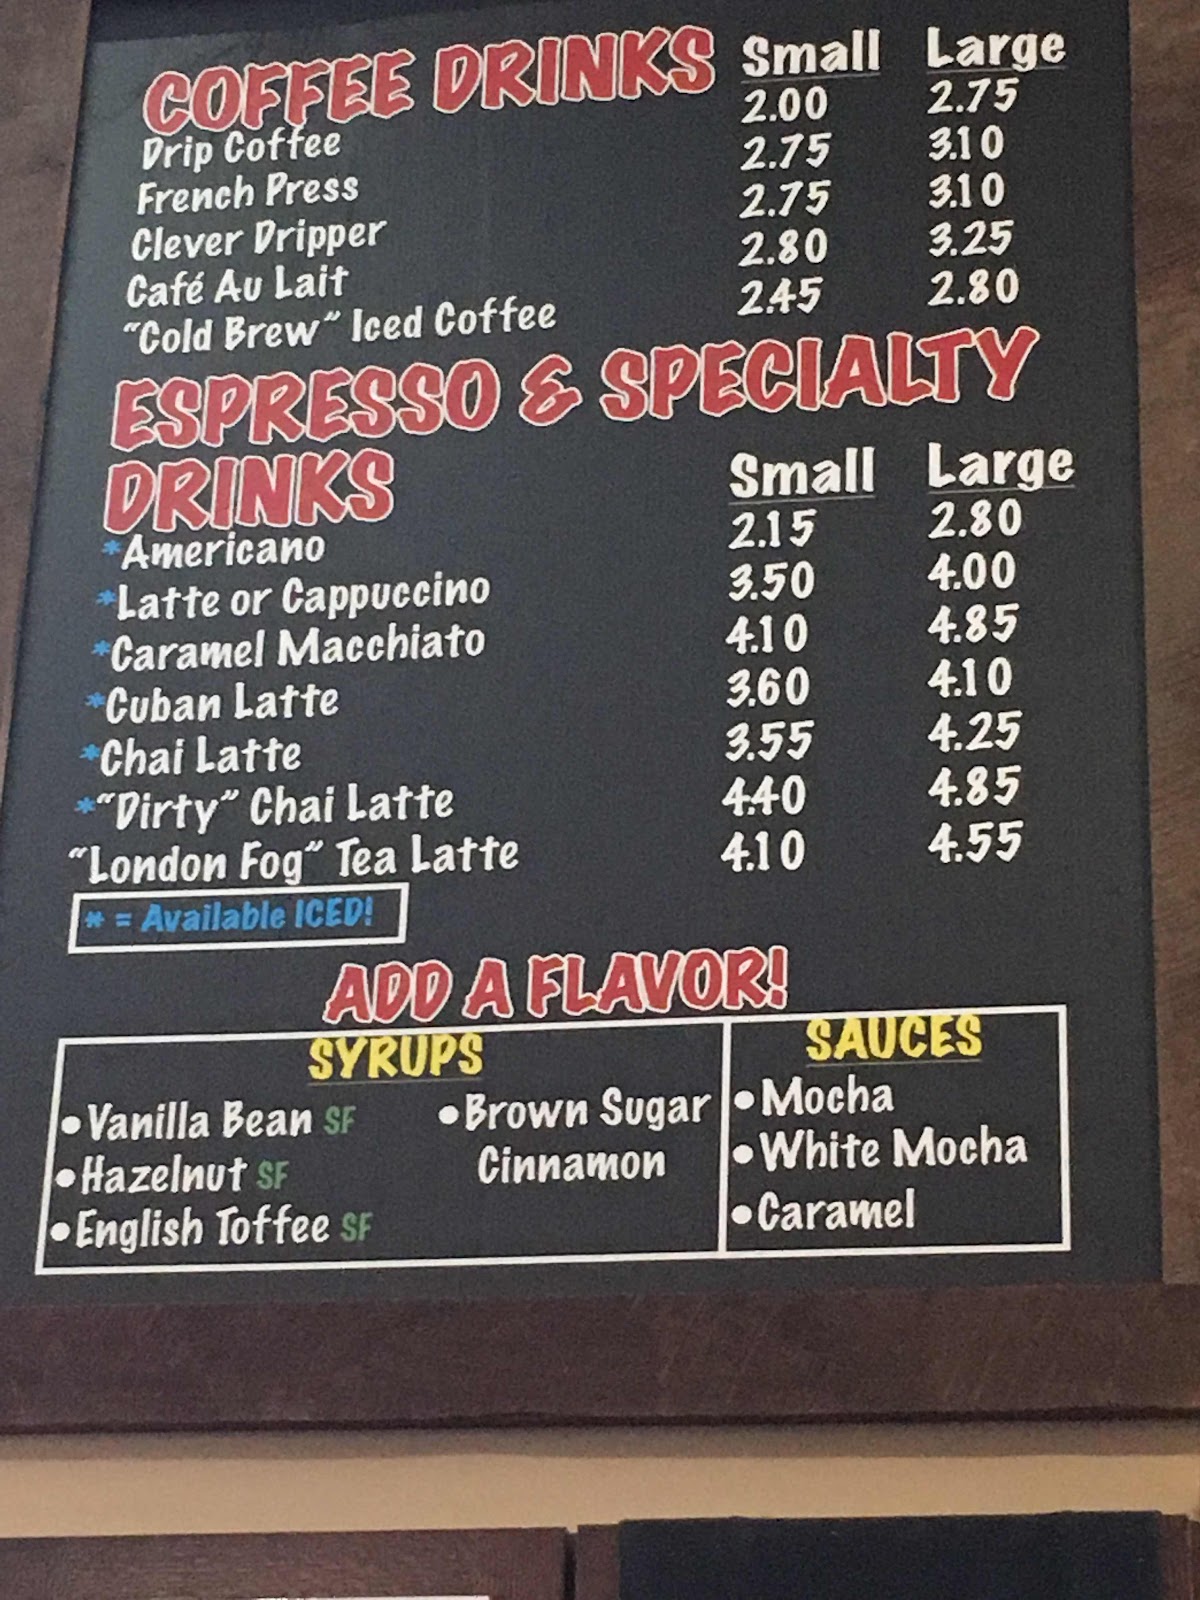 COFFEE DRINKS Small Large
Drip Coffee 2.00 2.75
French Press 2.75 3.10
Clever Dripper 2.75 3.10
Café Au Lait 2.80 3.25
"Cold Brew" Iced Coffee 2.45 2.80
ESPRESSO & SPECIALTY
DRINKS Small Large
*Americano 2.15 2.80
*Latte or Cappuccino 3.50 4.00
*Caramel Macchiato 4.10 4.85
*Cuban Latte 3.60 4.10
*Chai Latte 3.55 4.25
*"Dirty" Chai Latte 4.40 4.85
"London Fog" Tea Latte 4.10 4.55
* = Available ICED!
ADD A FLAVOR!
SYRUPS
•Vanilla Bean SF
•Hazelnut SF
•English Toffee SF
•Brown Sugar
Cinnamon
SAUCES
•Mocha
•White Mocha
•Caramel